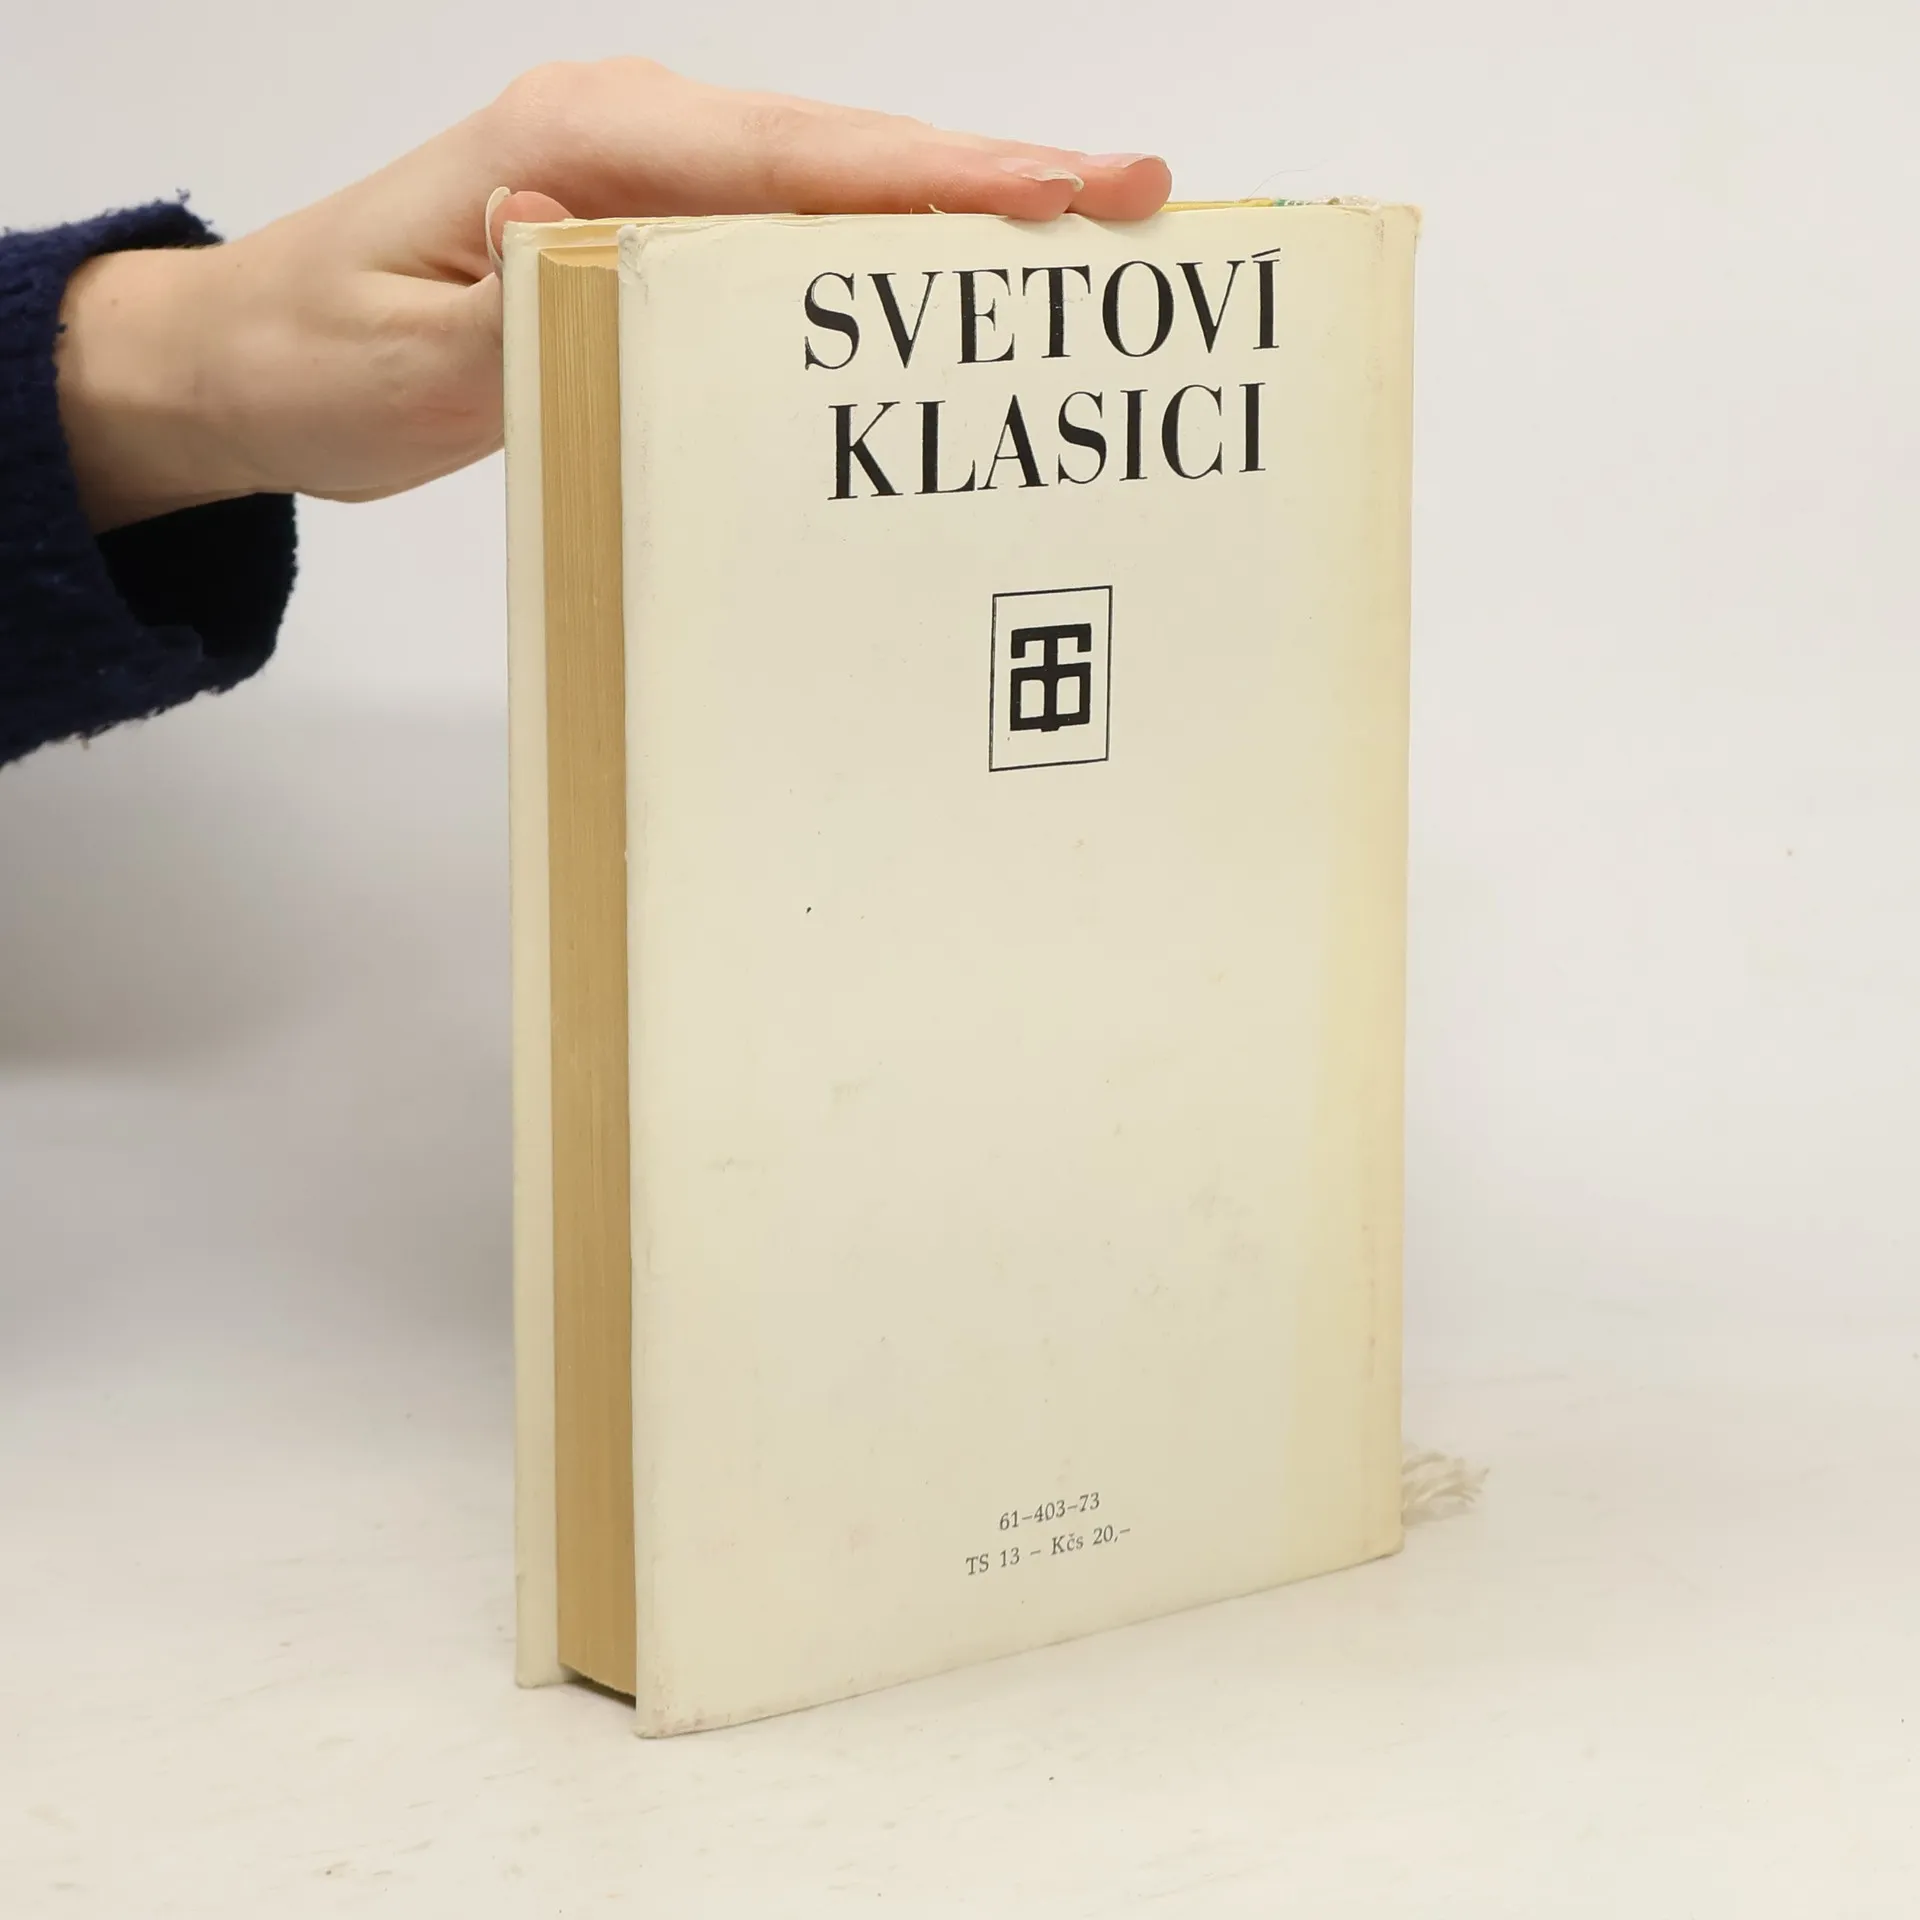 SVETOVÍ
KLASICI
61-403-73
TS 13 - Kčs 20,-